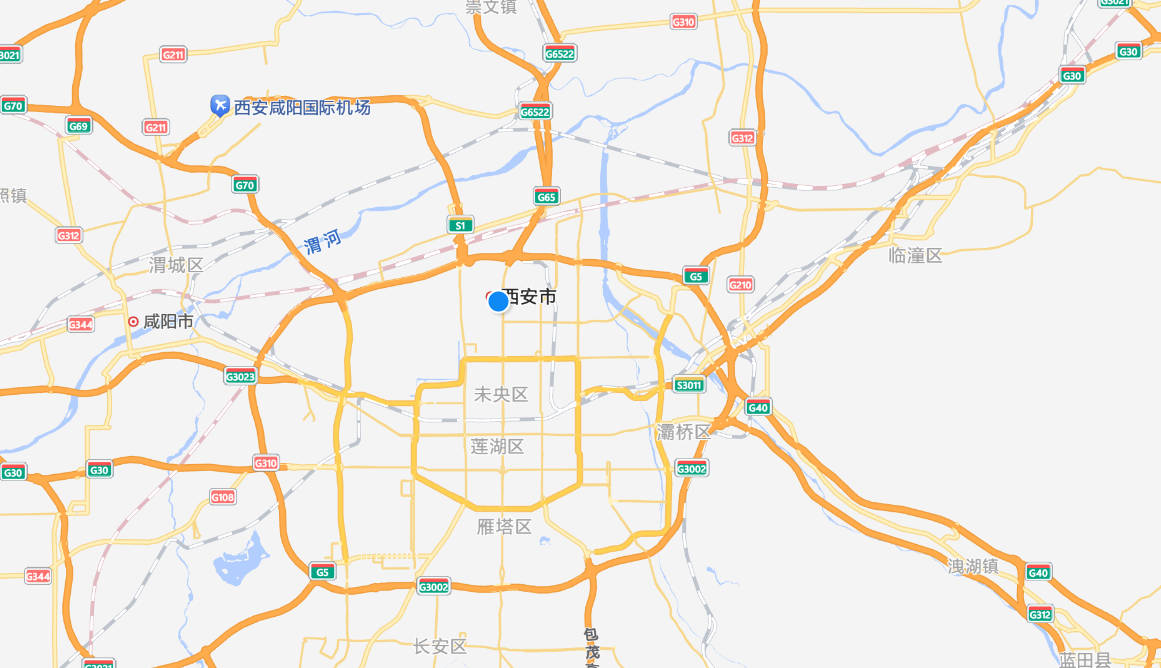 崇文镇
G3021
G310
G30
G211
G6522
3021
G30
G70
西安咸阳国际机场
G6522
G69
G211
G312
G70
G65
照镇
S1
G312
渭河
临潼区
渭城区
G5
G210
西安市
咸阳市
G344
G3023
S3011
未央区
G40
灞桥区
莲湖区
G310
G30
G30
G3002
G108
雁塔区
G5
洩湖镇
G40
G344
G3002
G312
包茂
长安区
蓝田县
G3021